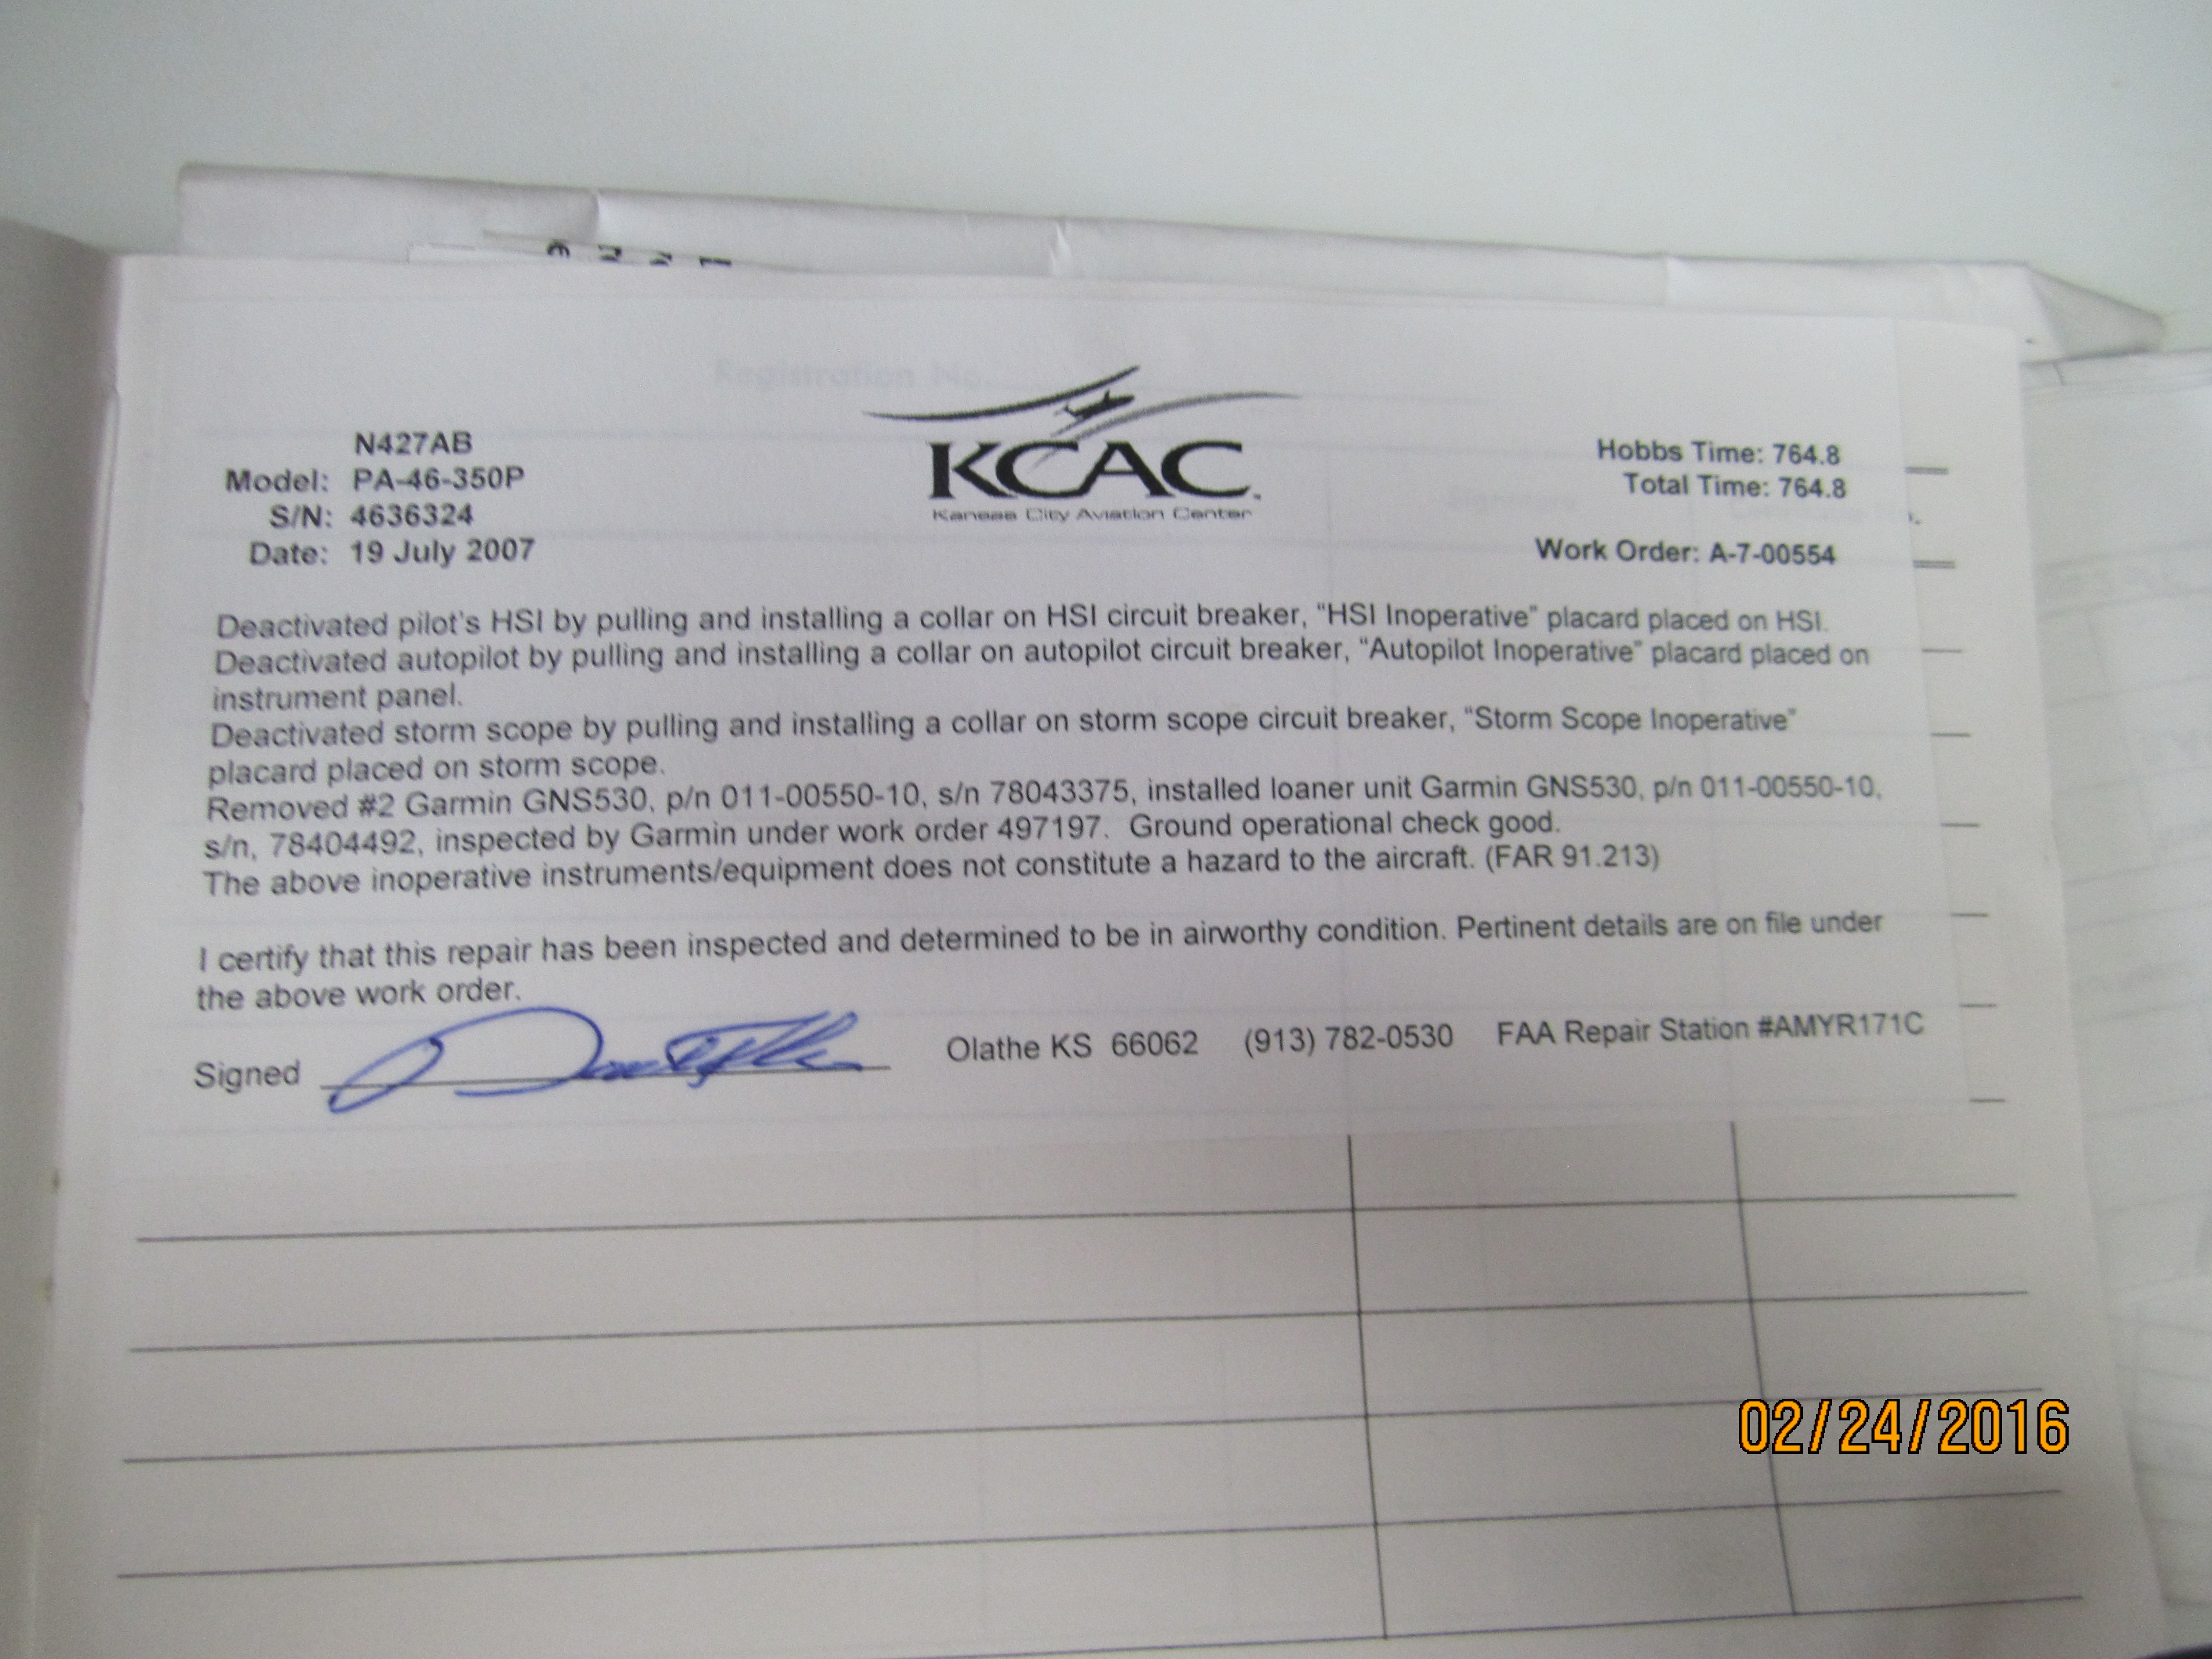 Registration No.
N427AB
Model: PA-46-350P
S/N: 4636324
Date: 19 July 2007
KCAC
Kansas City Aviation Center
Hobbs Time: 764.8
Total Time: 764.8
Work Order: A-7-00554
Deactivated pilot's HSI by pulling and installing a collar on HSI circuit breaker, “HSI Inoperative” placard placed on HSI.
Deactivated autopilot by pulling and installing a collar on autopilot circuit breaker, “Autopilot Inoperative” placard placed on
instrument panel.
Deactivated storm scope by pulling and installing a collar on storm scope circuit breaker, “Storm Scope Inoperative”
placard placed on storm scope.
Removed #2 Garmin GNS530, p/n 011-00550-10, s/n 78043375, installed loaner unit Garmin GNS530, p/n 011-00550-10,
s/n, 78404492, inspected by Garmin under work order 497197. Ground operational check good.
The above inoperative instruments/equipment does not constitute a hazard to the aircraft. (FAR 91.213)
I certify that this repair has been inspected and determined to be in airworthy condition. Pertinent details are on file under
the above work order.
Signed
Olathe KS 66062 (913) 782-0530 FAA Repair Station #AMYR171C
02/24/2016